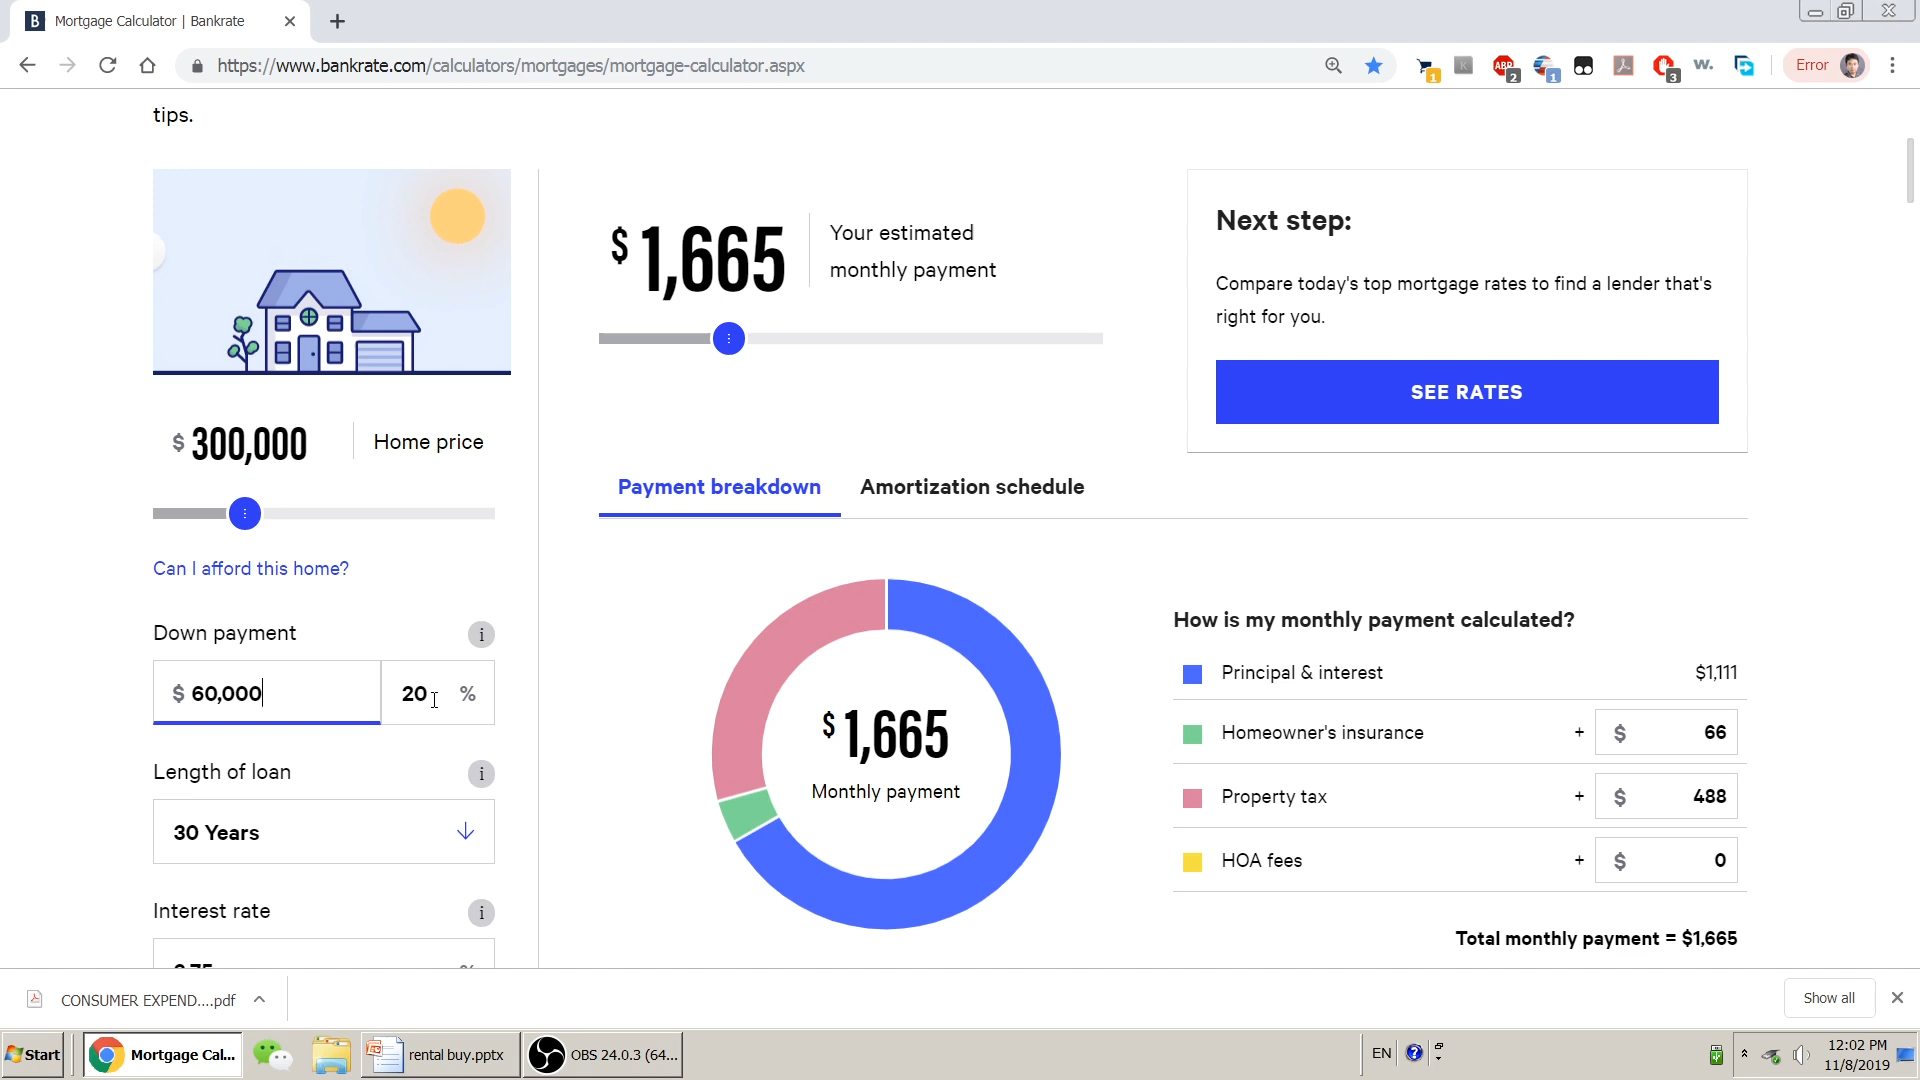 B Mortgage Calculator | Bankrate
https://www.bankrate.com/calculators/mortgages/mortgage-calculator.aspx
1
K
ABP 2
1
3
w.
Error
tips.
$ 300,000 Home price
Can I afford this home?
Down payment i
$ 60,000 20 %
Length of loan i
30 Years
Interest rate i
$ 1,665 Your estimated
monthly payment
Next step:
Compare today's top mortgage rates to find a lender that's
right for you.
SEE RATES
Payment breakdown Amortization schedule
$ 1,665
Monthly payment
How is my monthly payment calculated?
Principal & interest $1,111
Homeowner's insurance + $ 66
Property tax + $ 488
HOA fees + $ 0
Total monthly payment = $1,665
CONSUMER EXPEND....pdf
Show all
Start
Mortgage Cal...
rental buy.pptx
OBS 24.0.3 (64...
EN
12:02 PM
11/8/2019